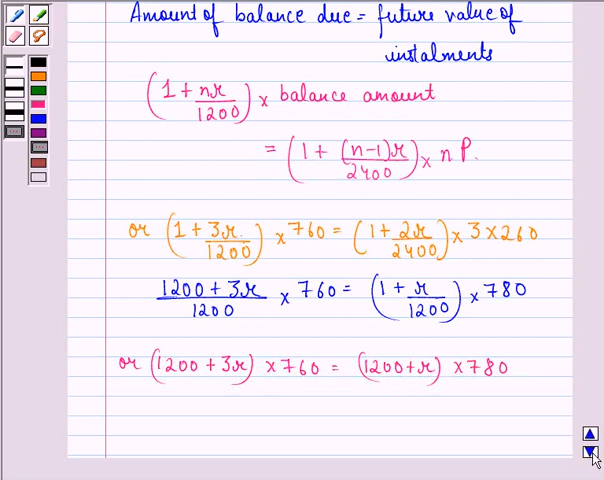 Amount of balance due = future value of
instalments
(1 + nr/1200) × balance amount
= (1 + (n-1)r/2400) × n P.
or (1 + 3r/1200) × 760 = (1 + 2r/2400) × 3 × 260
1200 + 3r/1200 × 760 = (1 + r/1200) × 780
or (1200 + 3r) × 760 = (1200 + r) × 780